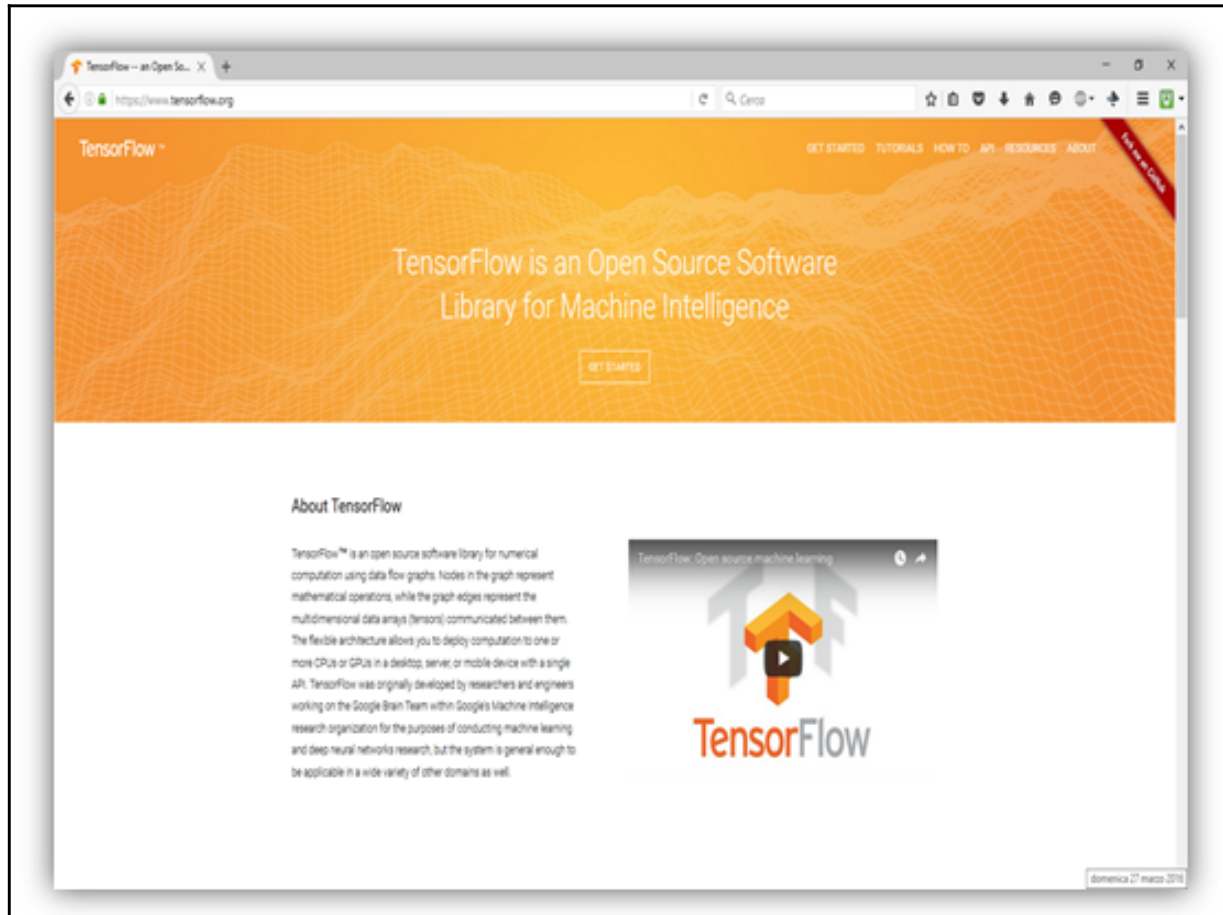 TensorFlow -- an Open So...
https://www.tensorflow.org
Cerca
TensorFlow™
GET STARTED TUTORIALS HOW TO API RESOURCES ABOUT
Fork me on GitHub
TensorFlow is an Open Source Software
Library for Machine Intelligence
GET STARTED
About TensorFlow
TensorFlow™ is an open source software library for numerical
computation using data flow graphs. Nodes in the graph represent
mathematical operations, while the graph edges represent the
multidimensional data arrays (tensors) communicated between them.
The flexible architecture allows you to deploy computation to one or
more CPUs or GPUs in a desktop, server, or mobile device with a single
API. TensorFlow was originally developed by researchers and engineers
working on the Google Brain Team within Google's Machine Intelligence
research organization for the purposes of conducting machine learning
and deep neural networks research, but the system is general enough to
be applicable in a wide variety of other domains as well.
TensorFlow: Open source machine learning
TensorFlow
domenica 27 marzo 2016